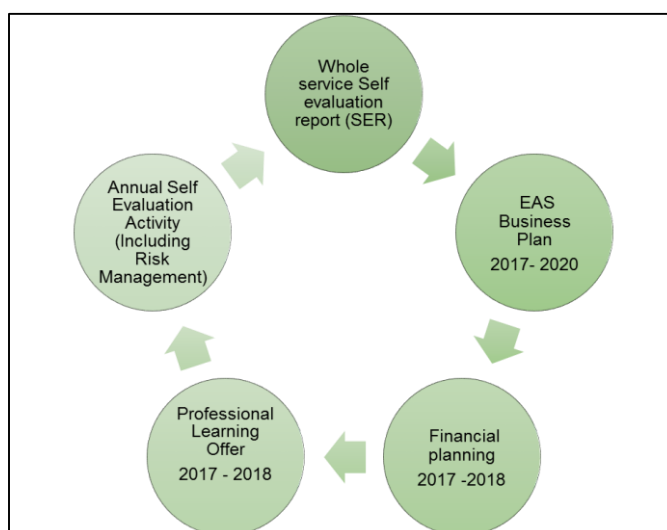 Whole
service Self
evaluation
report (SER)
EAS
Business
Plan
2017- 2020
Financial
planning
2017 -2018
Professional
Learning
Offer
2017 - 2018
Annual Self
Evaluation
Activity
(Including
Risk
Management)